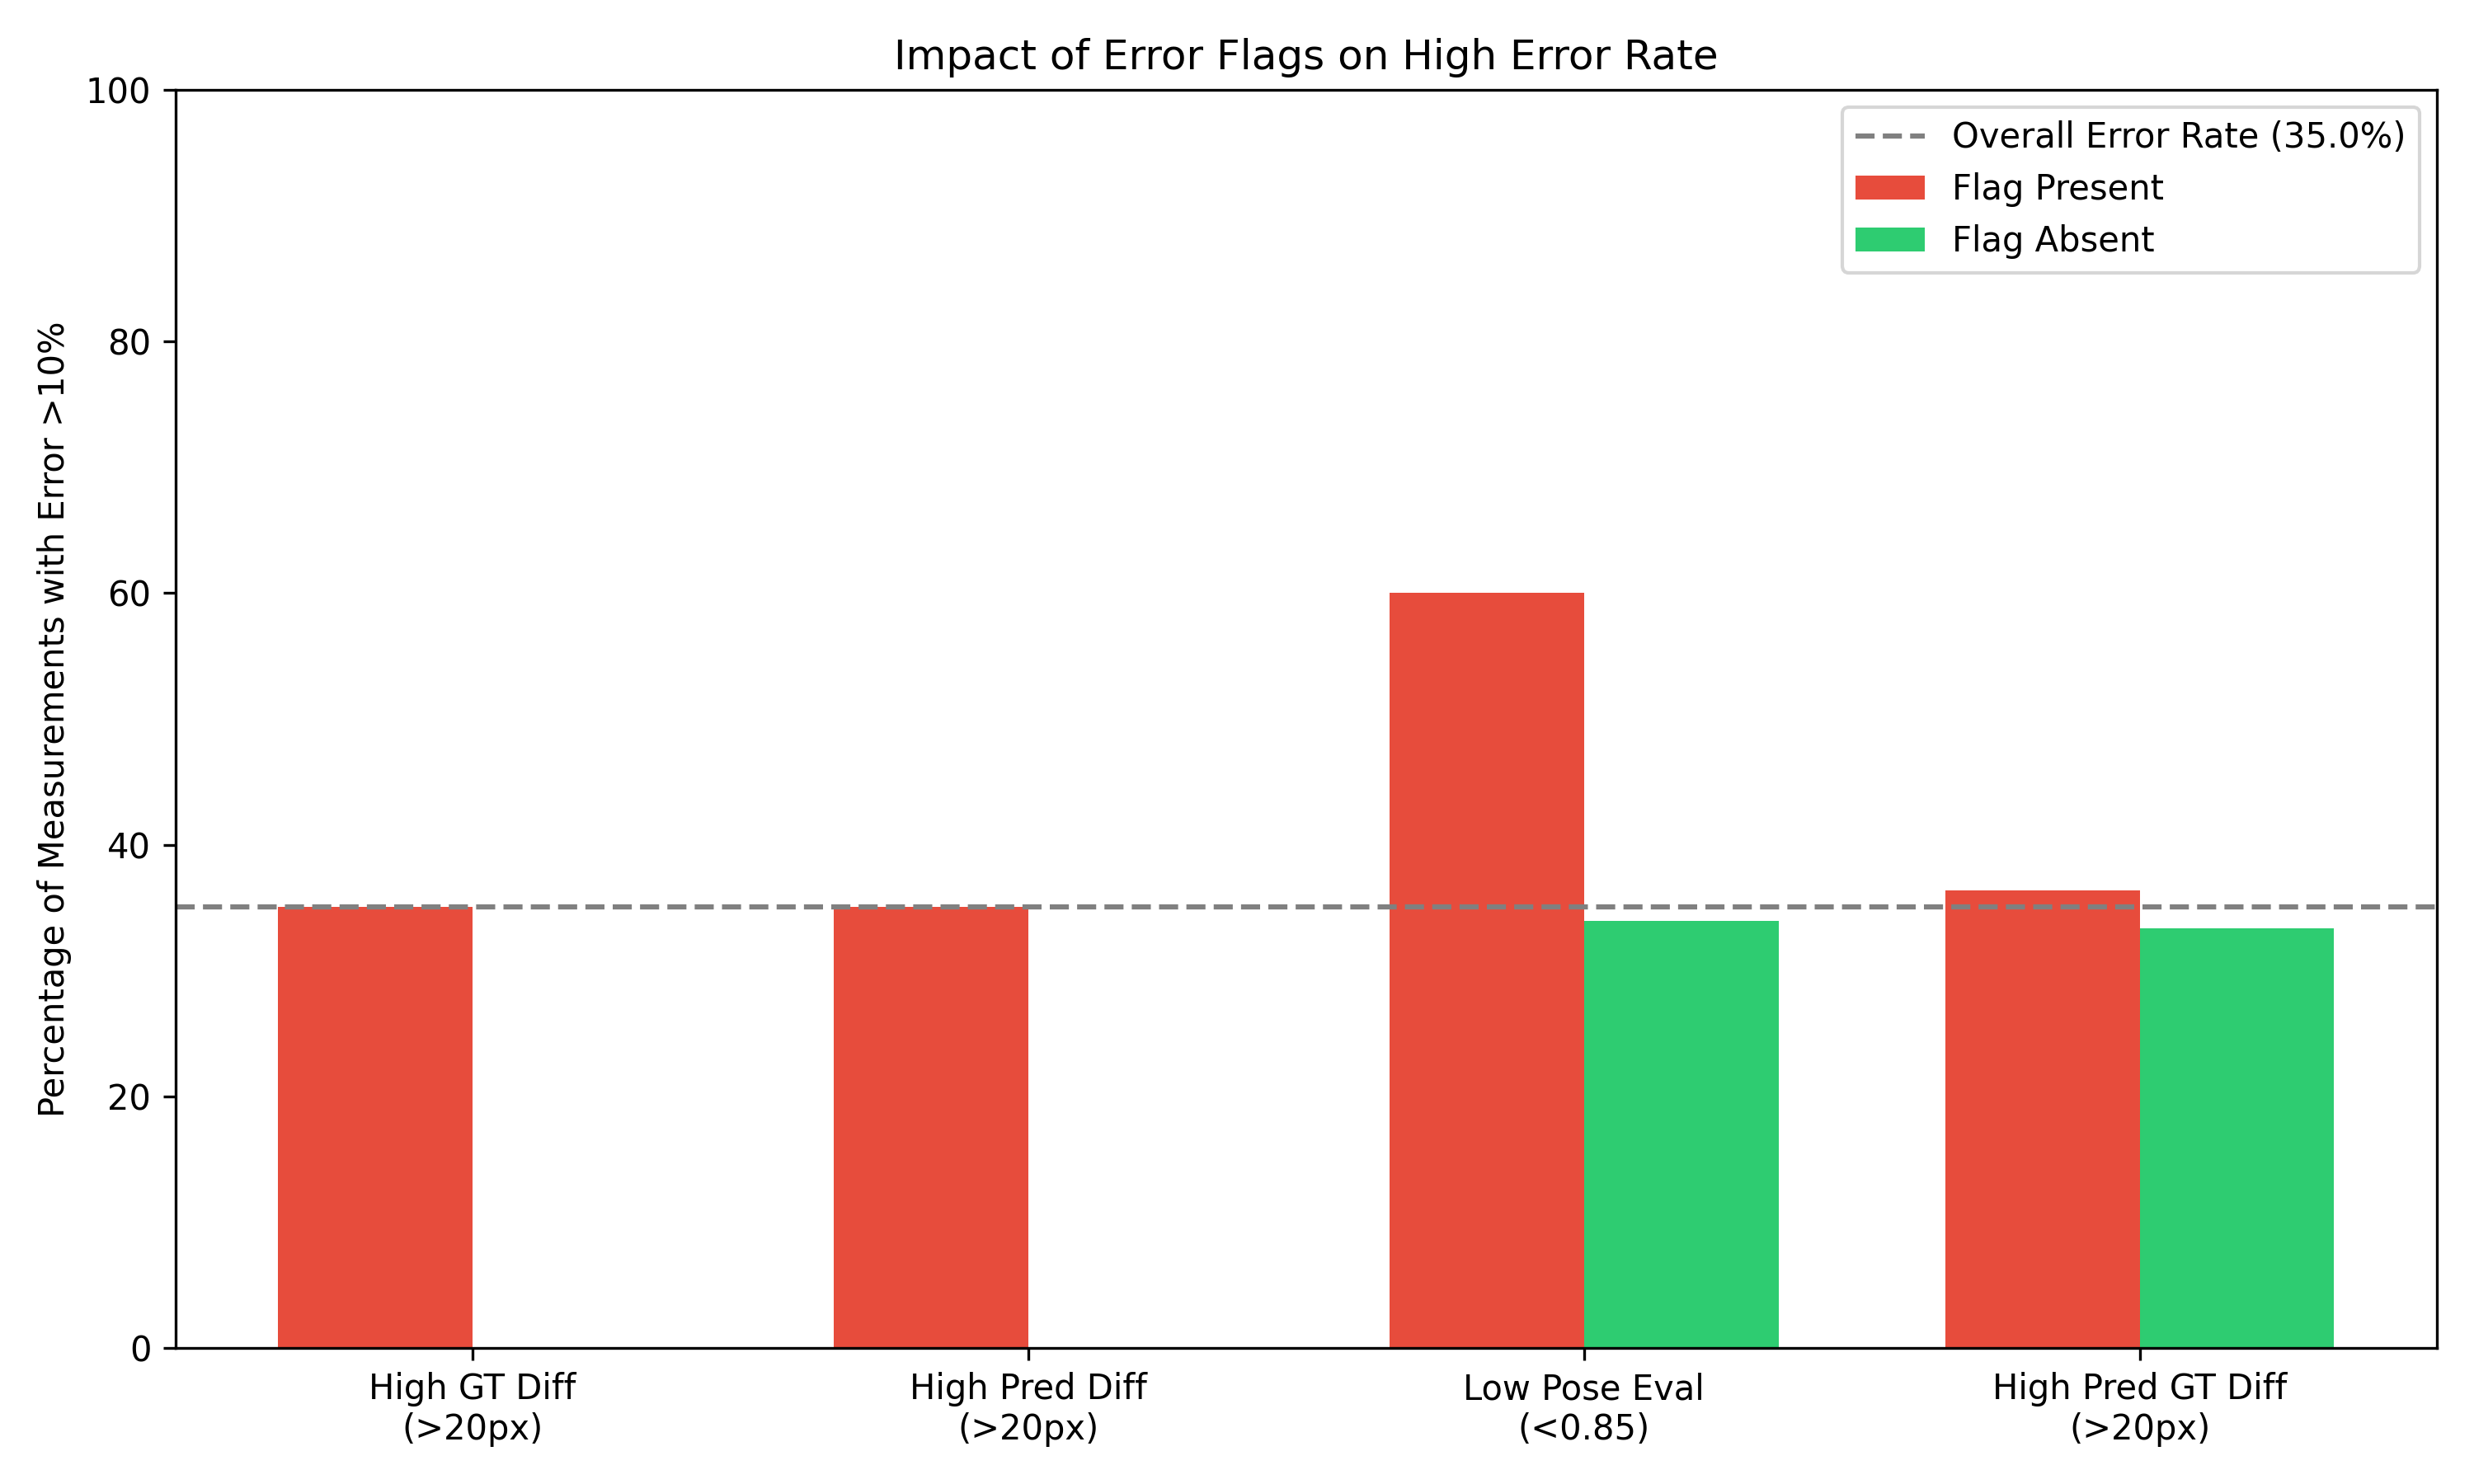 Impact of Error Flags on High Error Rate
Percentage of Measurements with Error >10%
100
80
60
40
20
0
Overall Error Rate (35.0%)
Flag Present
Flag Absent
High GT Diff
(>20px)
High Pred Diff
(>20px)
Low Pose Eval
(<0.85)
High Pred GT Diff
(>20px)